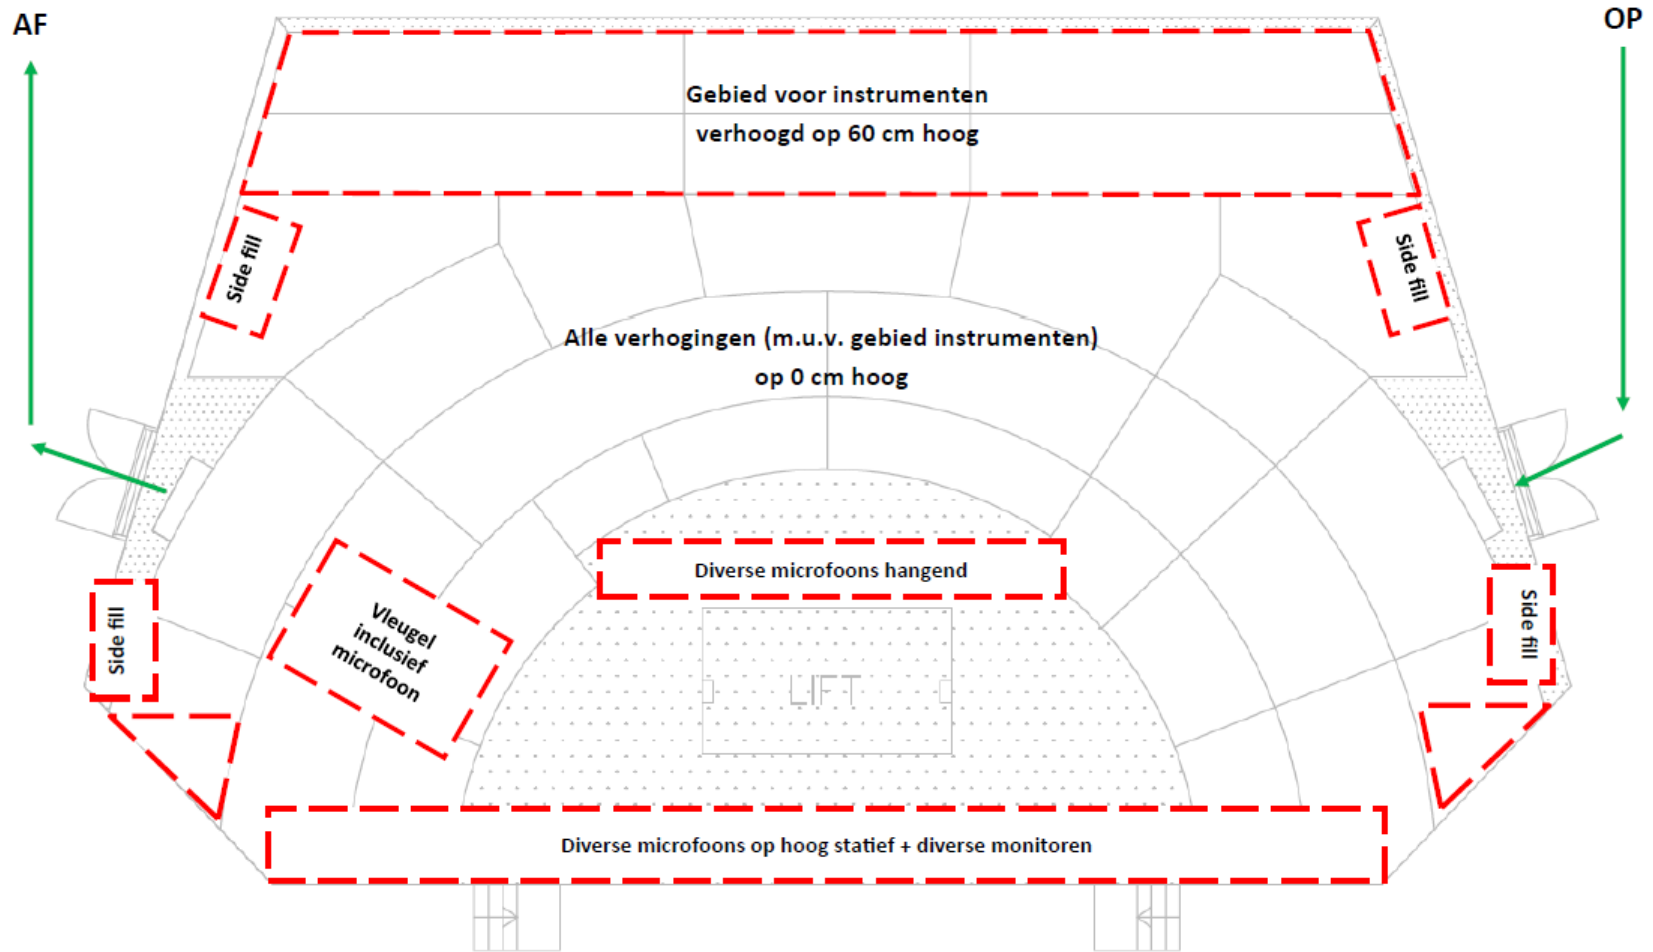 AF
OP
Gebied voor instrumenten
verhoogd op 60 cm hoog
Side fill
Side fill
Alle verhogingen (m.u.v. gebied instrumenten)
op 0 cm hoog
Diverse microfoons hangend
Vleugel
inclusief
microfoon
Side fill
Side fill
LIFT
Diverse microfoons op hoog statief + diverse monitoren